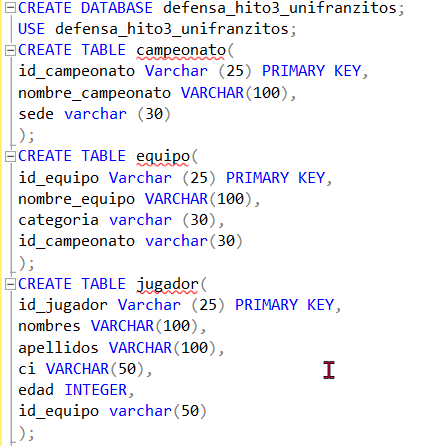 CREATE DATABASE defensa_hito3_unifranzitos;
USE defensa_hito3_unifranzitos;
CREATE TABLE campeonato(
id_campeonato Varchar (25) PRIMARY KEY,
nombre_campeonato VARCHAR(100),
sede varchar (30)
);
CREATE TABLE equipo(
id_equipo Varchar (25) PRIMARY KEY,
nombre_equipo VARCHAR(100),
categoria varchar (30),
id_campeonato varchar(30)
);
CREATE TABLE jugador(
id_jugador Varchar (25) PRIMARY KEY,
nombres VARCHAR(100),
apellidos VARCHAR(100),
ci VARCHAR(50),
edad INTEGER,
id_equipo varchar(50)
);